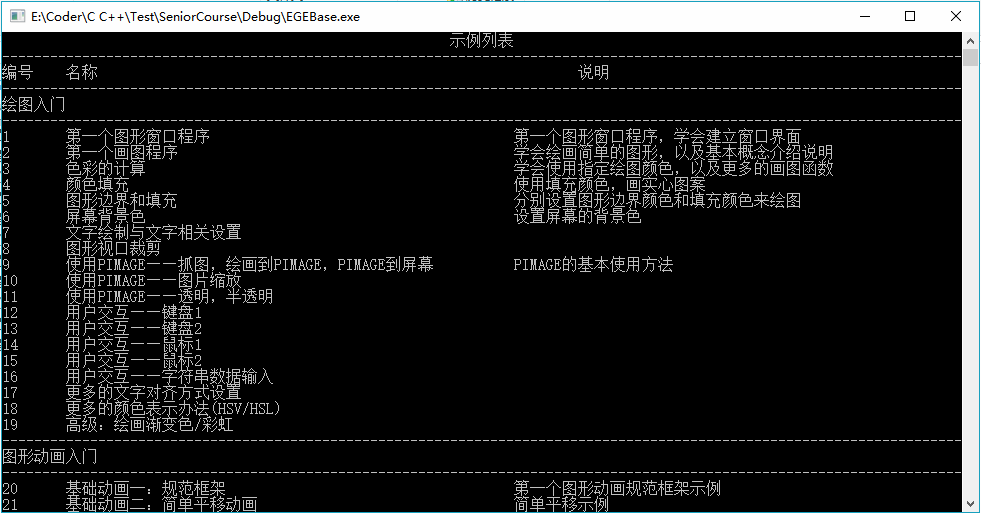 E:\Coder\C C++\Test\SeniorCourse\Debug\EGEBase.exe
示例列表
编号 名称 说明
绘图入门
1 第一个图形窗口程序 第一个图形窗口程序，学会建立窗口界面
2 第一个画图程序 学会绘画简单的图形，以及基本概念介绍说明
3 色彩的计算 学会使用指定绘图颜色，以及更多的画图函数
4 颜色填充 使用填充颜色，画实心图案
5 图形边界和填充 分别设置图形边界颜色和填充颜色来绘图
6 屏幕背景色 设置屏幕的背景色
7 文字绘制与文字相关设置
8 图形视口裁剪
9 使用PIMAGE——抓图，绘画到PIMAGE，PIMAGE到屏幕 PIMAGE的基本使用方法
10 使用PIMAGE——图片缩放
11 使用PIMAGE——透明，半透明
12 用户交互——键盘1
13 用户交互——键盘2
14 用户交互——鼠标1
15 用户交互——鼠标2
16 用户交互——字符串数据输入
17 更多的文字对齐方式设置
18 更多的颜色表示办法(HSV/HSL)
19 高级：绘画渐变色/彩虹
图形动画入门
20 基础动画一：规范框架 第一个图形动画规范框架示例
21 基础动画二：简单平移动画 简单平移示例